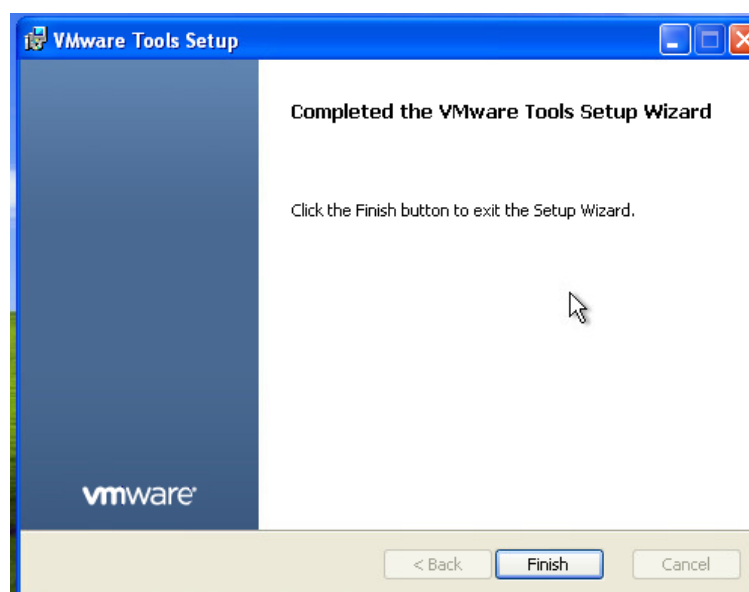 VMware Tools Setup
Completed the VMware Tools Setup Wizard
Click the Finish button to exit the Setup Wizard.
vmware
< Back Finish Cancel